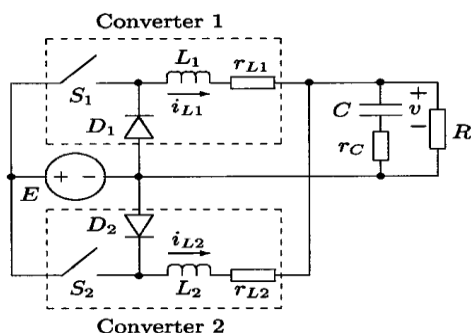 Converter 1
L1
rL1
S1
iL1
D1
C
+
v
−
R
rC
E
+ −
D2
iL2
S2
L2
rL2
Converter 2